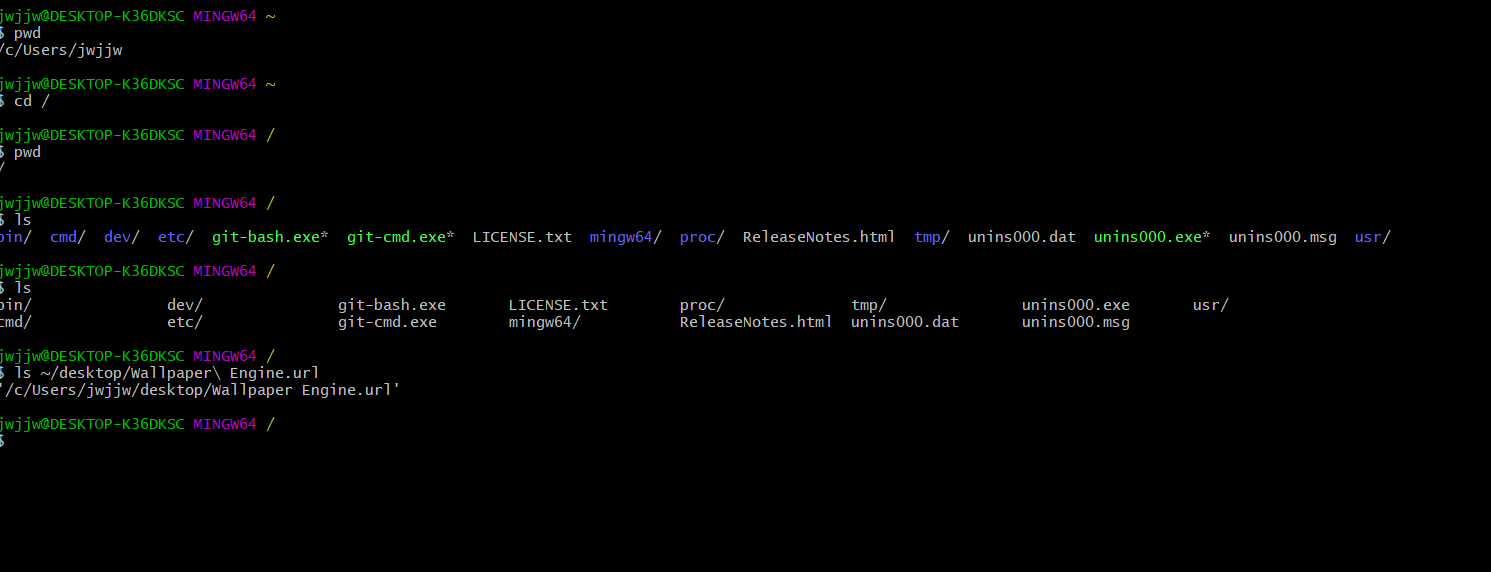 jwjjw@DESKTOP-K36DKSC MINGW64 ~
$ pwd
/c/Users/jwjjw

jwjjw@DESKTOP-K36DKSC MINGW64 ~
$ cd /

jwjjw@DESKTOP-K36DKSC MINGW64 /
$ pwd
/

jwjjw@DESKTOP-K36DKSC MINGW64 /
$ ls
bin/  cmd/  dev/  etc/  git-bash.exe*  git-cmd.exe*  LICENSE.txt  mingw64/  proc/  ReleaseNotes.html  tmp/  unins000.dat  unins000.exe*  unins000.msg  usr/

jwjjw@DESKTOP-K36DKSC MINGW64 /
$ ls
bin/  dev/  git-bash.exe  LICENSE.txt  proc/  tmp/  unins000.exe  usr/
cmd/  etc/  git-cmd.exe  mingw64/  ReleaseNotes.html  unins000.dat  unins000.msg

jwjjw@DESKTOP-K36DKSC MINGW64 /
$ ls ~/desktop/Wallpaper\ Engine.url
'/c/Users/jwjjw/desktop/Wallpaper Engine.url'

jwjjw@DESKTOP-K36DKSC MINGW64 /
$